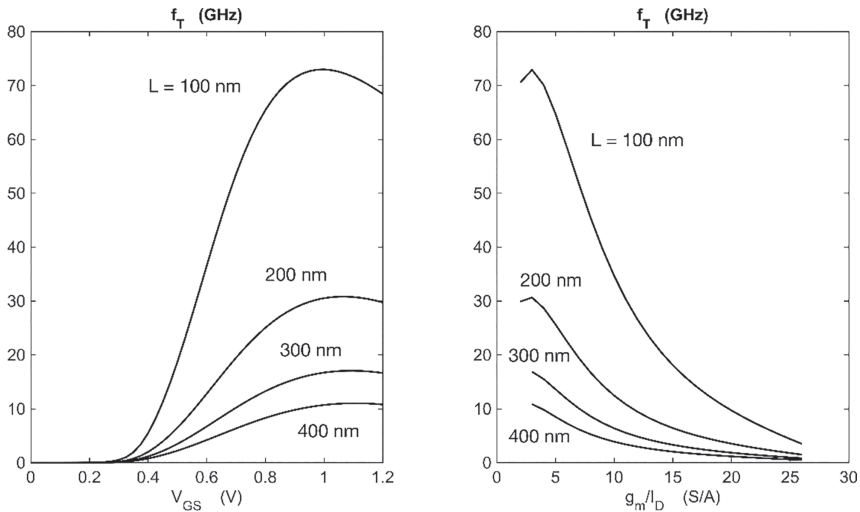 f_T (GHz)
80
70
60
50
40
30
20
10
0
L = 100 nm
200 nm
300 nm
400 nm
0 0.2 0.4 0.6 0.8 1 1.2
V_GS (V)
f_T (GHz)
80
70
60
50
40
30
20
10
0
L = 100 nm
200 nm
300 nm
400 nm
0 5 10 15 20 25 30
g_m/I_D (S/A)